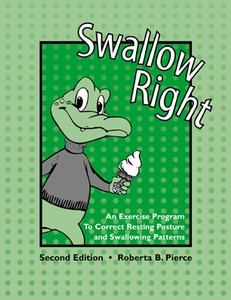 Swallow
Right
An Exercise Program
To Correct Resting Posture
and Swallowing Patterns
Second Edition • Roberta B. Pierce